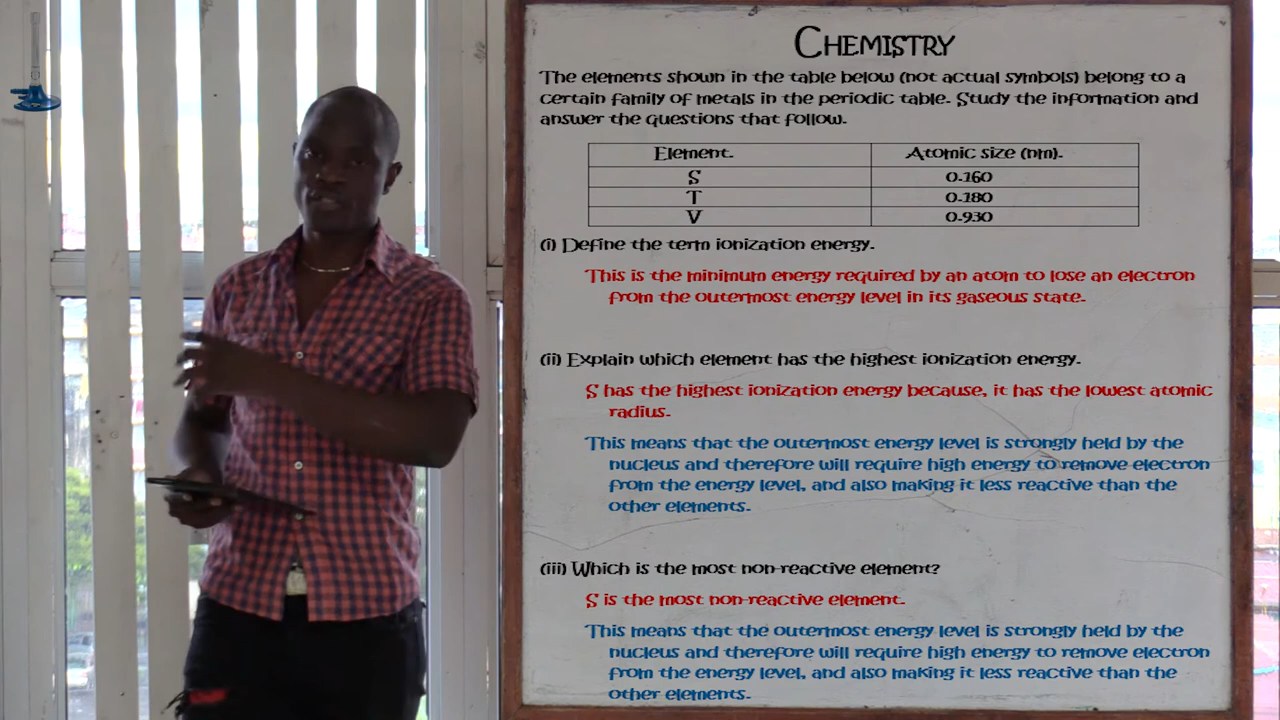 CHEMISTRY
The elements shown in the table below (not actual symbols) belong to a
certain family of metals in the periodic table. Study the information and
answer the questions that follow.
Element. Atomic size (nm).
S 0.160
T 0.180
V 0.930
(i) Define the term ionization energy.
This is the minimum energy required by an atom to lose an electron
from the outermost energy level in its gaseous state.
(ii) Explain which element has the highest ionization energy.
S has the highest ionization energy because, it has the lowest atomic
radius.
This means that the outermost energy level is strongly held by the
nucleus and therefore will require high energy to remove electron
from the energy level, and also making it less reactive than the
other elements.
(iii) Which is the most non-reactive element?
S is the most non-reactive element.
This means that the outermost energy level is strongly held by the
nucleus and therefore will require high energy to remove electron
from the energy level, and also making it less reactive than the
other elements.